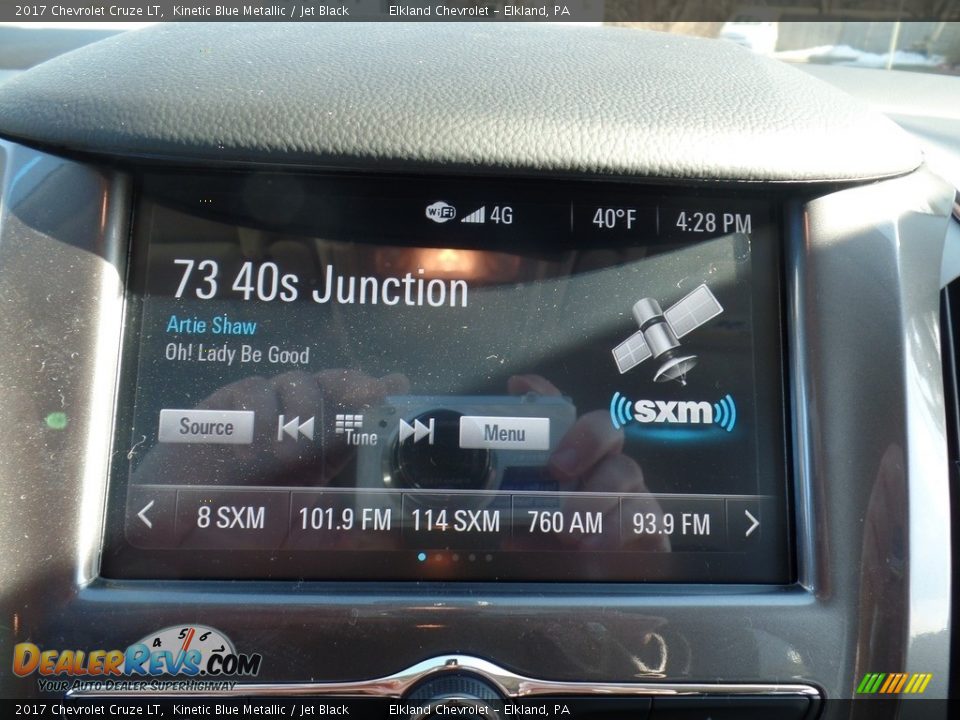 2017 Chevrolet Cruze LT, Kinetic Blue Metallic / Jet Black Elkland Chevrolet - Elkland, PA
WiFi 4G 40°F 4:28 PM
73 40s Junction
Artie Shaw
Oh! Lady Be Good
sxm
Source Tune Menu
8 SXM 101.9 FM 114 SXM 760 AM 93.9 FM
4 5 6
DealerRevs.com
Your Auto Dealer SuperHighway
2017 Chevrolet Cruze LT, Kinetic Blue Metallic / Jet Black Elkland Chevrolet - Elkland, PA